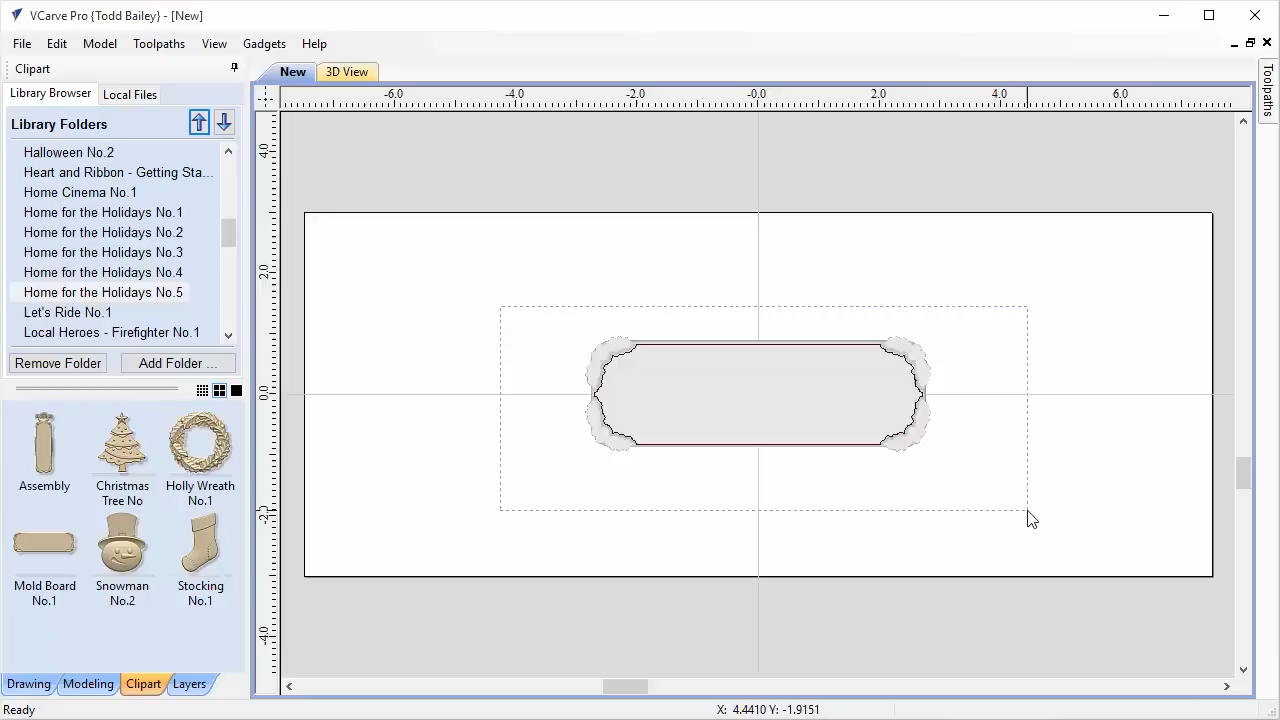 VCarve Pro {Todd Bailey} - [New]
File Edit Model Toolpaths View Gadgets Help
Clipart
Library Browser Local Files
Library Folders
Halloween No.2
Heart and Ribbon - Getting Sta...
Home Cinema No.1
Home for the Holidays No.1
Home for the Holidays No.2
Home for the Holidays No.3
Home for the Holidays No.4
Home for the Holidays No.5
Let's Ride No.1
Local Heroes - Firefighter No.1
Remove Folder Add Folder ...
Assembly
Christmas
Tree No
Holly Wreath
No.1
Mold Board
No.1
Snowman
No.2
Stocking
No.1
Drawing Modeling Clipart Layers
New 3D View
-6.0 -4.0 -2.0 -0.0 2.0 4.0 6.0
4.0
2.0
0.0
-2.0
-4.0
Toolpaths
Ready
X: 4.4410 Y: -1.9151